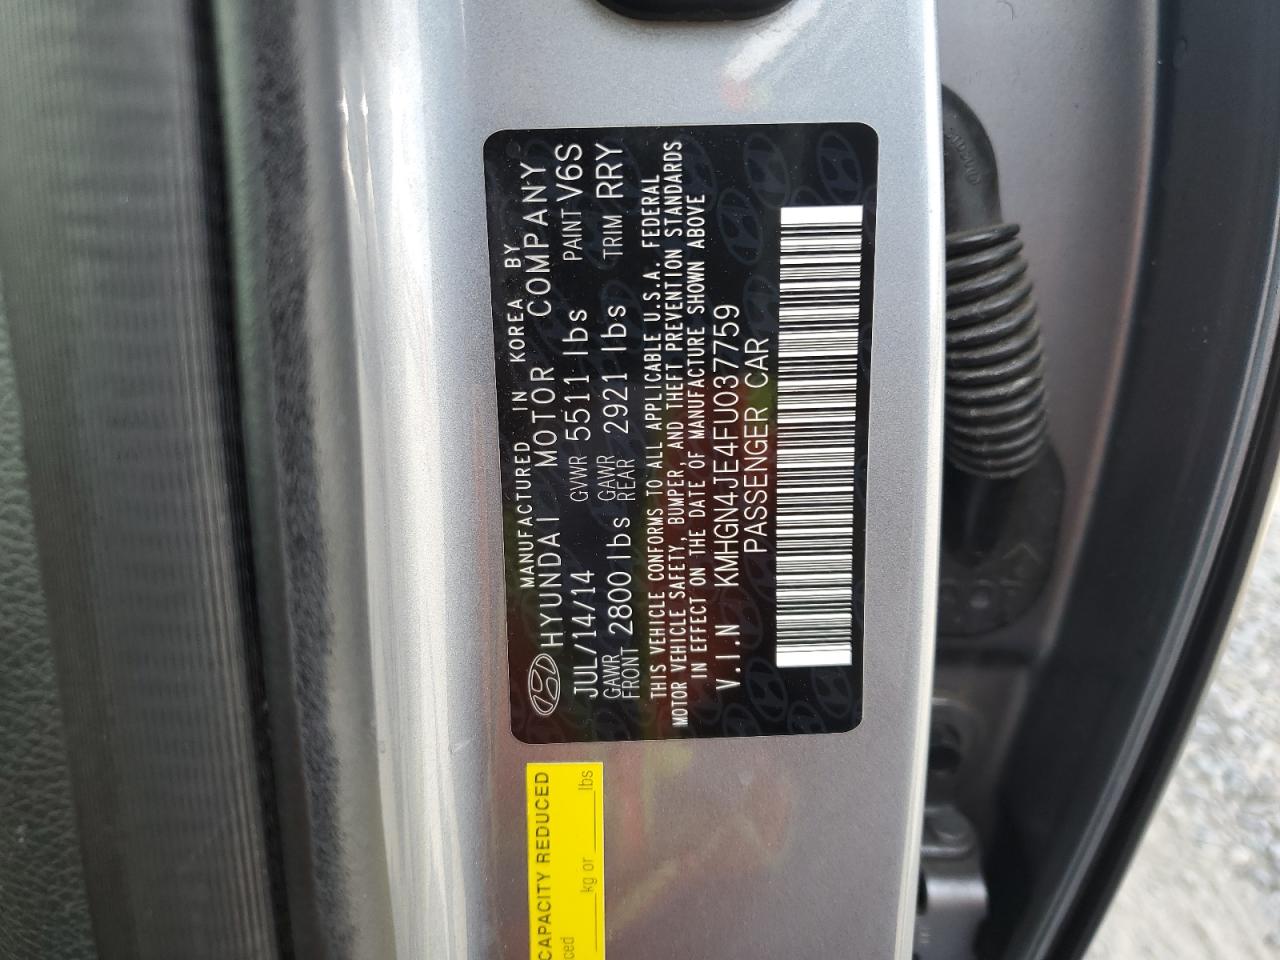 MANUFACTURED IN KOREA BY
HYUNDAI MOTOR COMPANY
JUL/14/14 GVWR 5511 lbs PAINT V6S
GAWR FRONT 2800 lbs GAWR REAR 2921 lbs TRIM RRY
THIS VEHICLE CONFORMS TO ALL APPLICABLE U.S.A. FEDERAL
MOTOR VEHICLE SAFETY, BUMPER, AND THEFT PREVENTION STANDARDS
IN EFFECT ON THE DATE OF MANUFACTURE SHOWN ABOVE
V.I.N KMHGN4JE4FU037759
PASSENGER CAR
CAPACITY REDUCED
kg or lbs